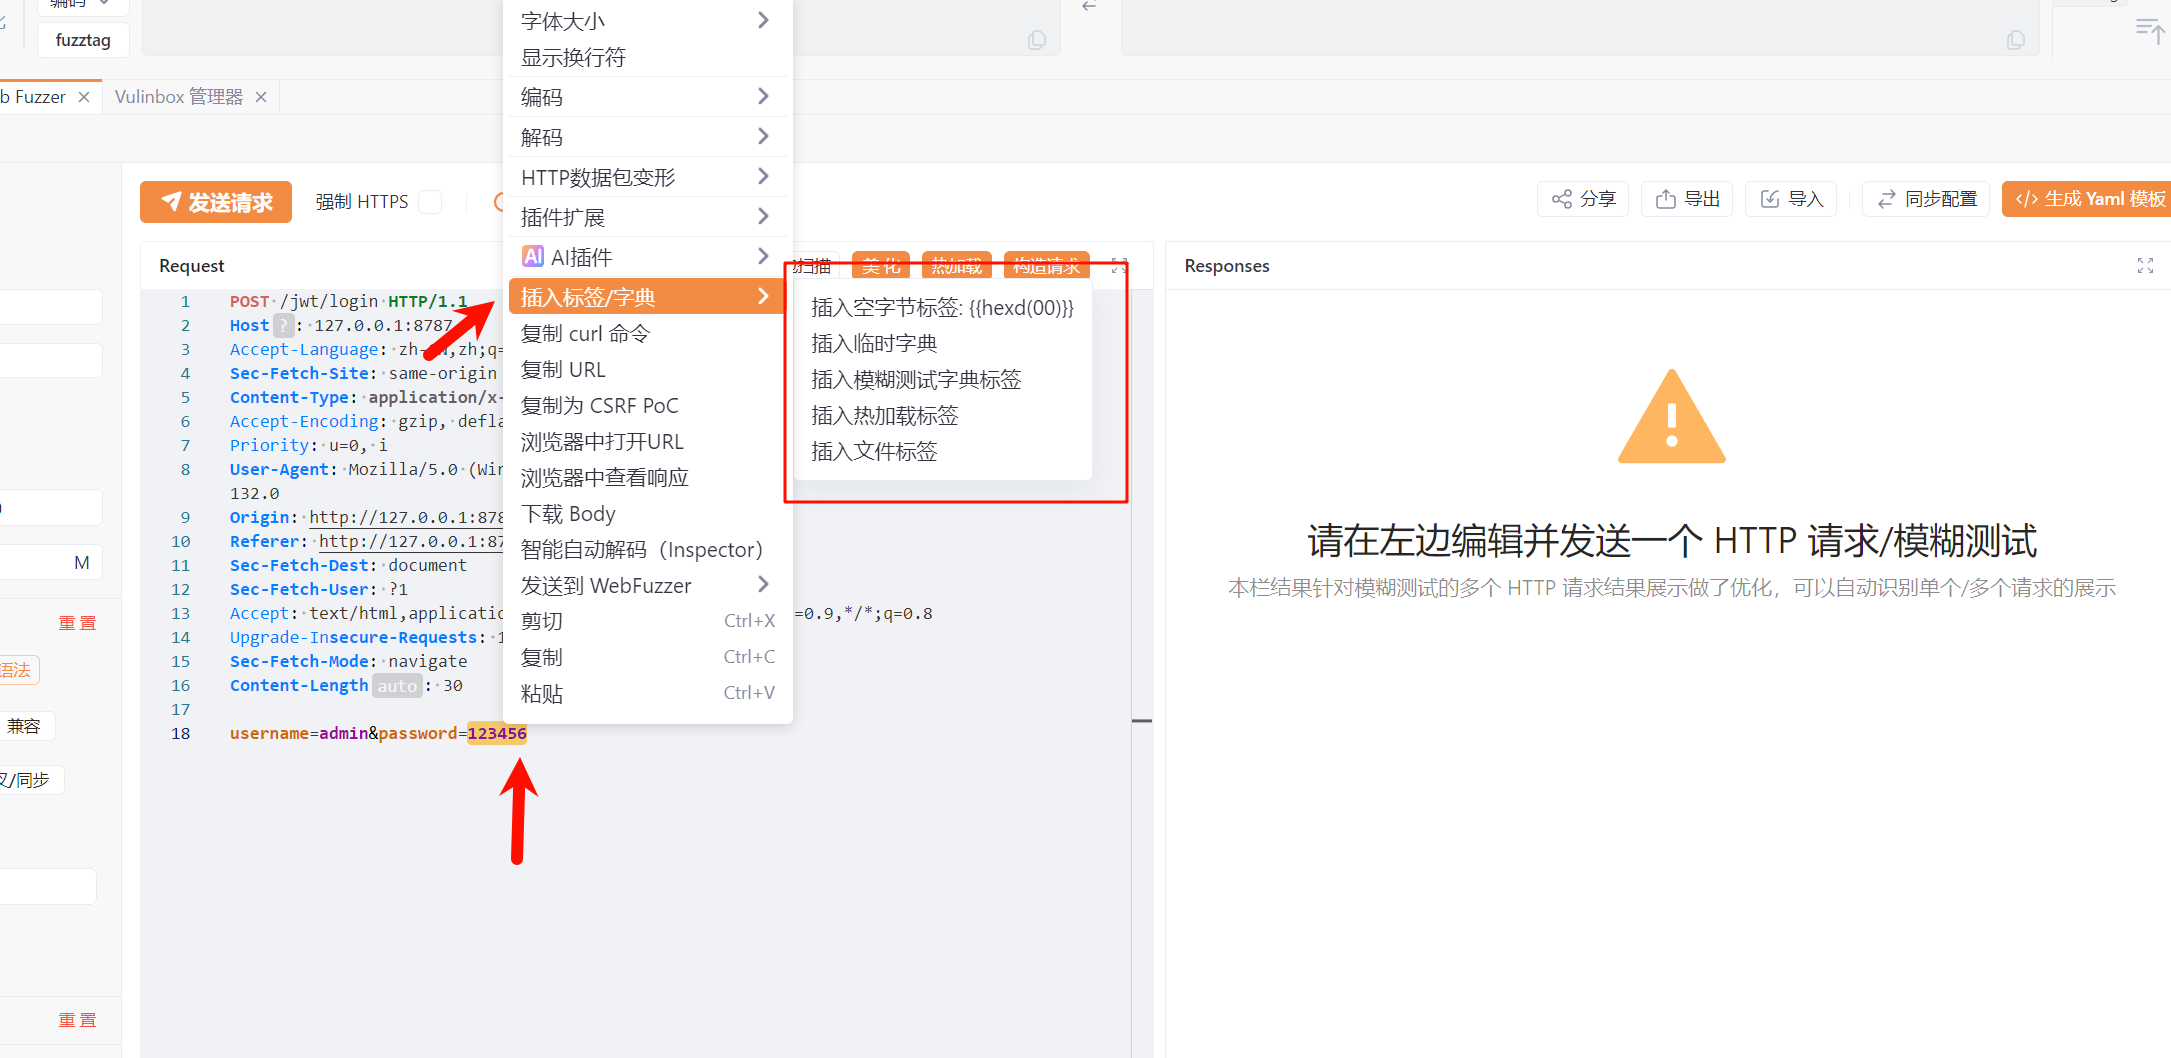 编码
fuzztag
b Fuzzer
Vulinbox 管理器
发送请求
强制 HTTPS
分享
导出
导入
同步配置
</> 生成 Yaml 模板
Request
扫描
美化
热加载
构造请求
Responses
字体大小
显示换行符
编码
解码
HTTP数据包变形
插件扩展
AI AI插件
插入标签/字典
复制 curl 命令
复制 URL
复制为 CSRF PoC
浏览器中打开URL
浏览器中查看响应
下载 Body
智能自动解码（Inspector）
发送到 WebFuzzer
剪切 Ctrl+X
复制 Ctrl+C
粘贴 Ctrl+V
插入空字节标签: {{hexd(00)}}
插入临时字典
插入模糊测试字典标签
插入热加载标签
插入文件标签
1 POST /jwt/login HTTP/1.1
2 Host ? : 127.0.0.1:8787
3 Accept-Language: zh- ,zh;q=
4 Sec-Fetch-Site: same-origin
5 Content-Type: application/x-
6 Accept-Encoding: gzip, defla
7 Priority: u=0, i
8 User-Agent: Mozilla/5.0 (Win
132.0
9 Origin: http://127.0.0.1:878
10 Referer: http://127.0.0.1:87
11 Sec-Fetch-Dest: document
12 Sec-Fetch-User: ?1
13 Accept: text/html,applicatio =0.9,*/*;q=0.8
14 Upgrade-Insecure-Requests: 1
15 Sec-Fetch-Mode: navigate
16 Content-Length auto : 30
17
18 username=admin&password=123456
请在左边编辑并发送一个 HTTP 请求/模糊测试
本栏结果针对模糊测试的多个 HTTP 请求结果展示做了优化，可以自动识别单个/多个请求的展示
M
重置
语法
兼容
/同步
重置